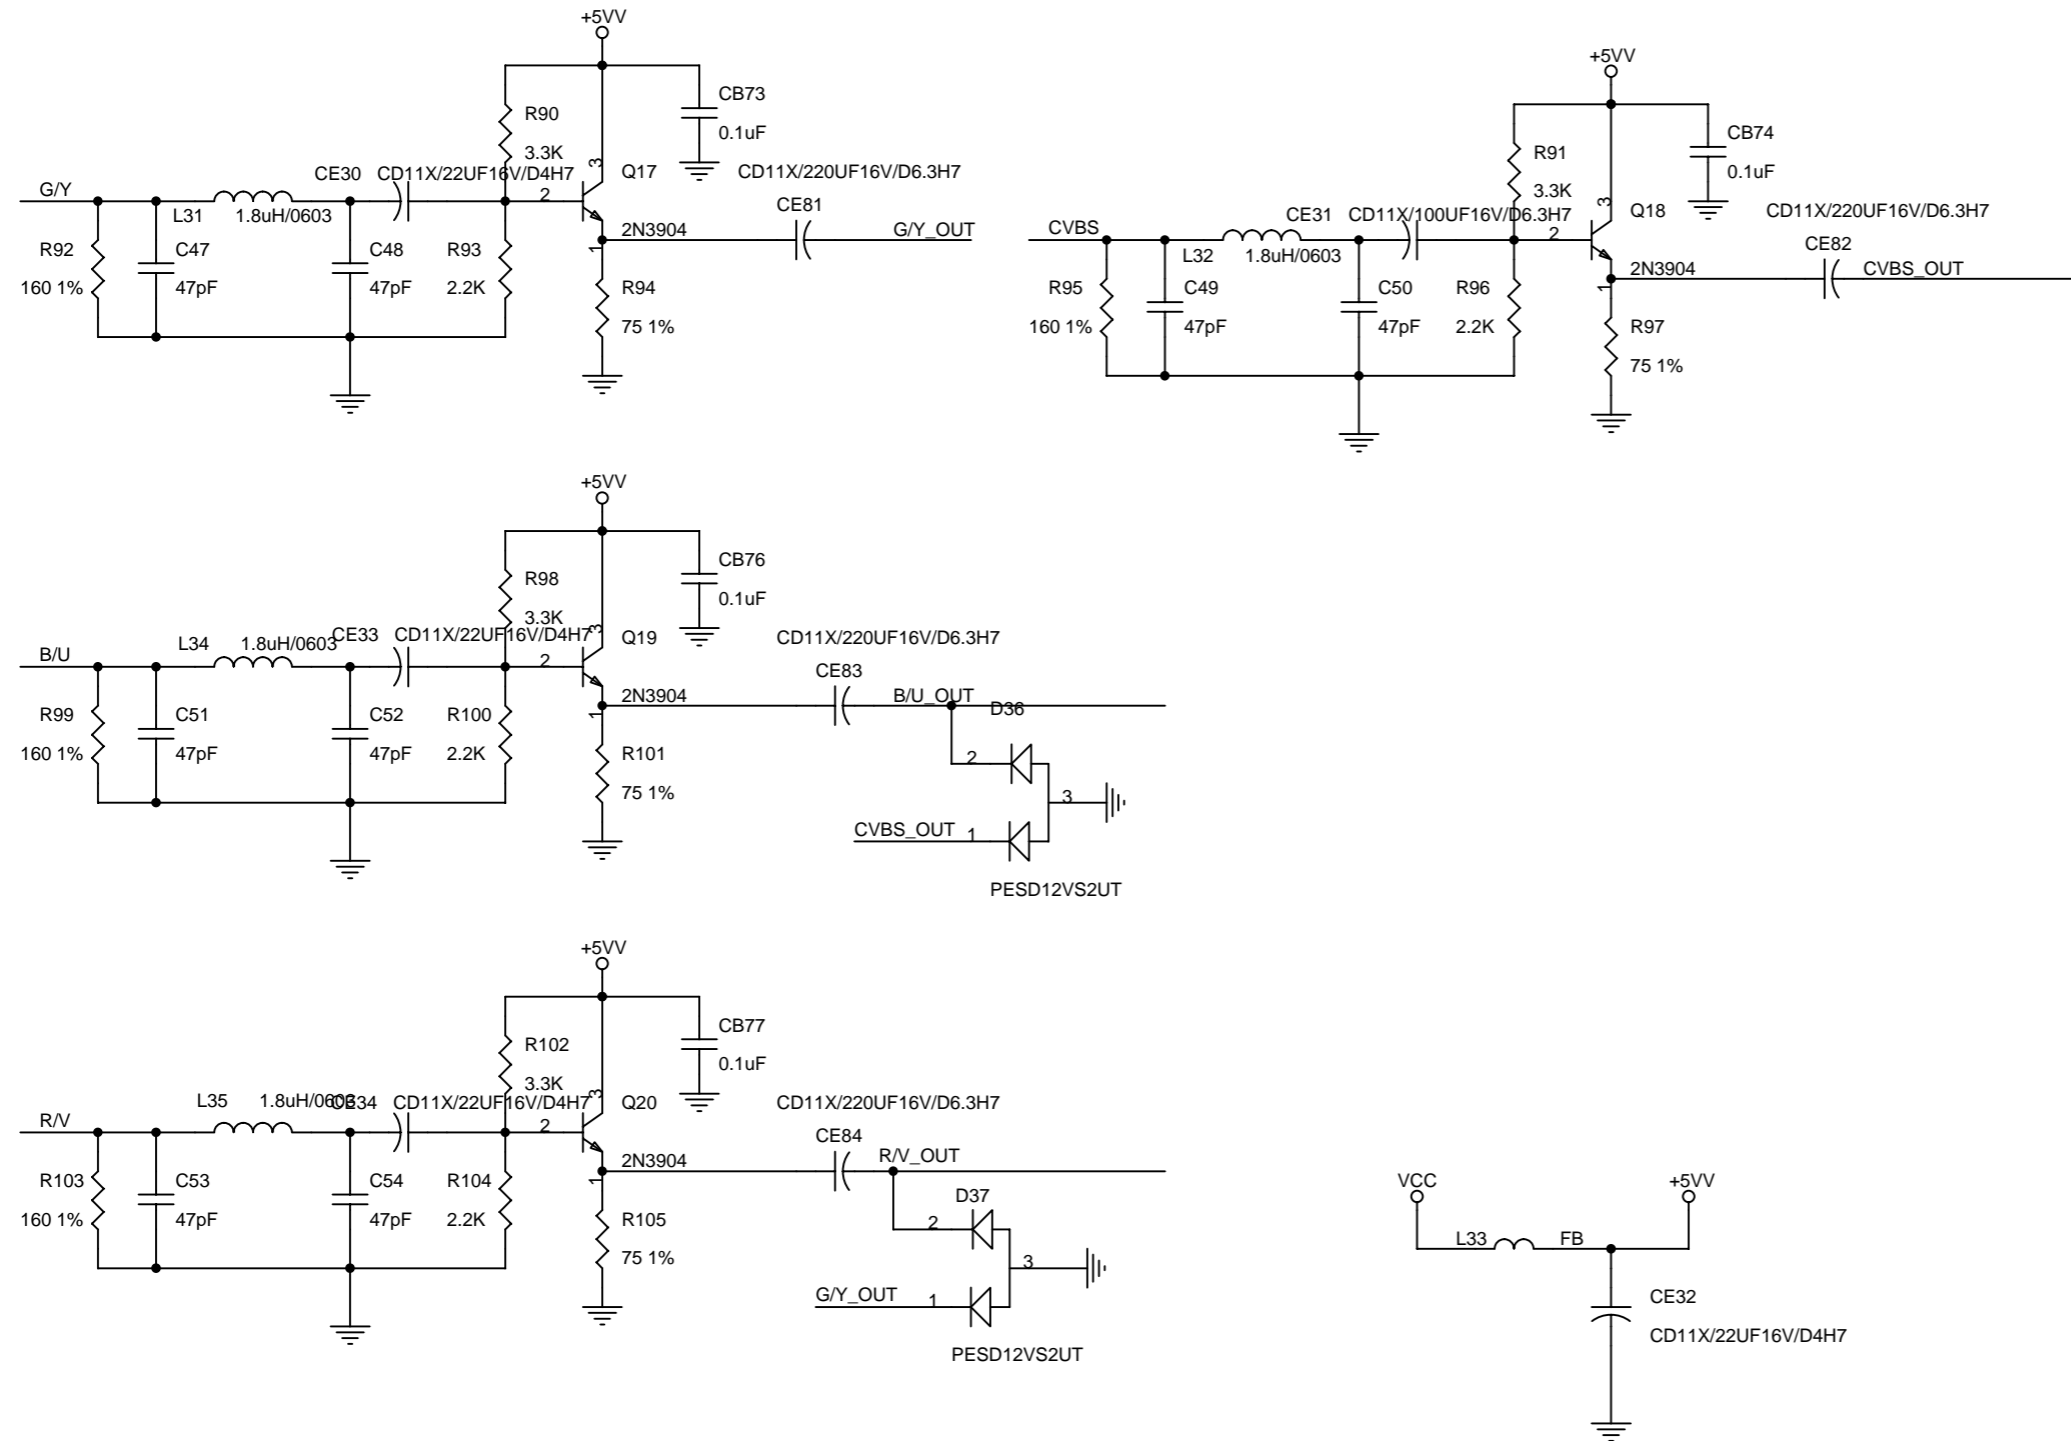 +5VV
CB73
0.1uF
R90
3.3K
CE30 CD11X/22UF16V/D4H7
3
Q17
CD11X/220UF16V/D6.3H7
G/Y
L31
1.8uH/0603
2
CE81
R92
160 1%
C47
47pF
C48
47pF
R93
2.2K
2N3904
1
G/Y_OUT
R94
75 1%
+5VV
CB74
0.1uF
R91
3.3K
CE31 CD11X/100UF16V/D6.3H7
3
Q18
CD11X/220UF16V/D6.3H7
CVBS
L32
1.8uH/0603
2
CE82
R95
160 1%
C49
47pF
C50
47pF
R96
2.2K
2N3904
1
CVBS_OUT
R97
75 1%
+5VV
CB76
0.1uF
R98
3.3K
L34 1.8uH/0603
CE33 CD11X/22UF16V/D4H7
3
Q19
CD11X/220UF16V/D6.3H7
B/U
2
CE83
R99
160 1%
C51
47pF
C52
47pF
R100
2.2K
2N3904
1
B/U_OUT
D36
R101
75 1%
2
3
CVBS_OUT 1
PESD12VS2UT
+5VV
CB77
0.1uF
R102
3.3K
L35 1.8uH/0603
CE34 CD11X/22UF16V/D4H7
3
Q20
CD11X/220UF16V/D6.3H7
R/V
2
CE84
R103
160 1%
C53
47pF
C54
47pF
R104
2.2K
2N3904
1
R/V_OUT
D37
R105
75 1%
2
3
G/Y_OUT 1
PESD12VS2UT
VCC
+5VV
L33 FB
CE32
CD11X/22UF16V/D4H7